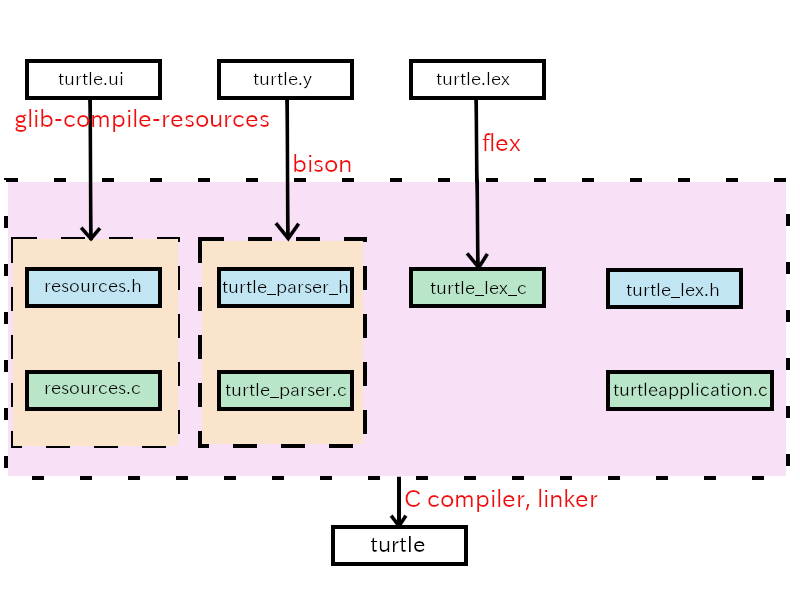 turtle.ui
turtle.y
turtle.lex
glib-compile-resources
flex
bison
resources.h
turtle_parser_h
turtle_lex_c
turtle_lex.h
resources.c
turtle_parser.c
turtleapplication.c
C compiler, linker
turtle